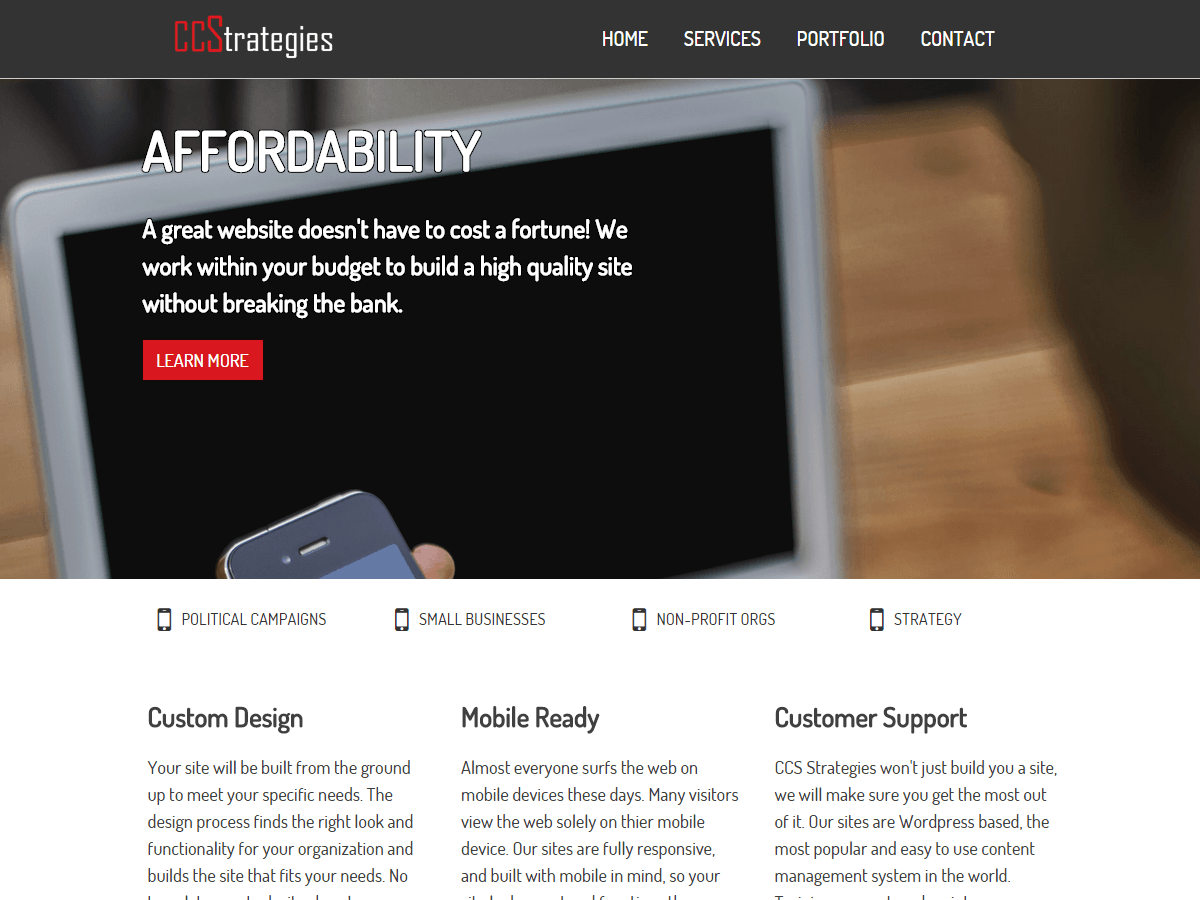 CCStrategies
HOME
SERVICES
PORTFOLIO
CONTACT
AFFORDABILITY
A great website doesn't have to cost a fortune! We
work within your budget to build a high quality site
without breaking the bank.
LEARN MORE
POLITICAL CAMPAIGNS
SMALL BUSINESSES
NON-PROFIT ORGS
STRATEGY
Custom Design
Your site will be built from the ground
up to meet your specific needs. The
design process finds the right look and
functionality for your organization and
builds the site that fits your needs. No
Mobile Ready
Almost everyone surfs the web on
mobile devices these days. Many visitors
view the web solely on thier mobile
device. Our sites are fully responsive,
and built with mobile in mind, so your
Customer Support
CCS Strategies won't just build you a site,
we will make sure you get the most out
of it. Our sites are Wordpress based, the
most popular and easy to use content
management system in the world.